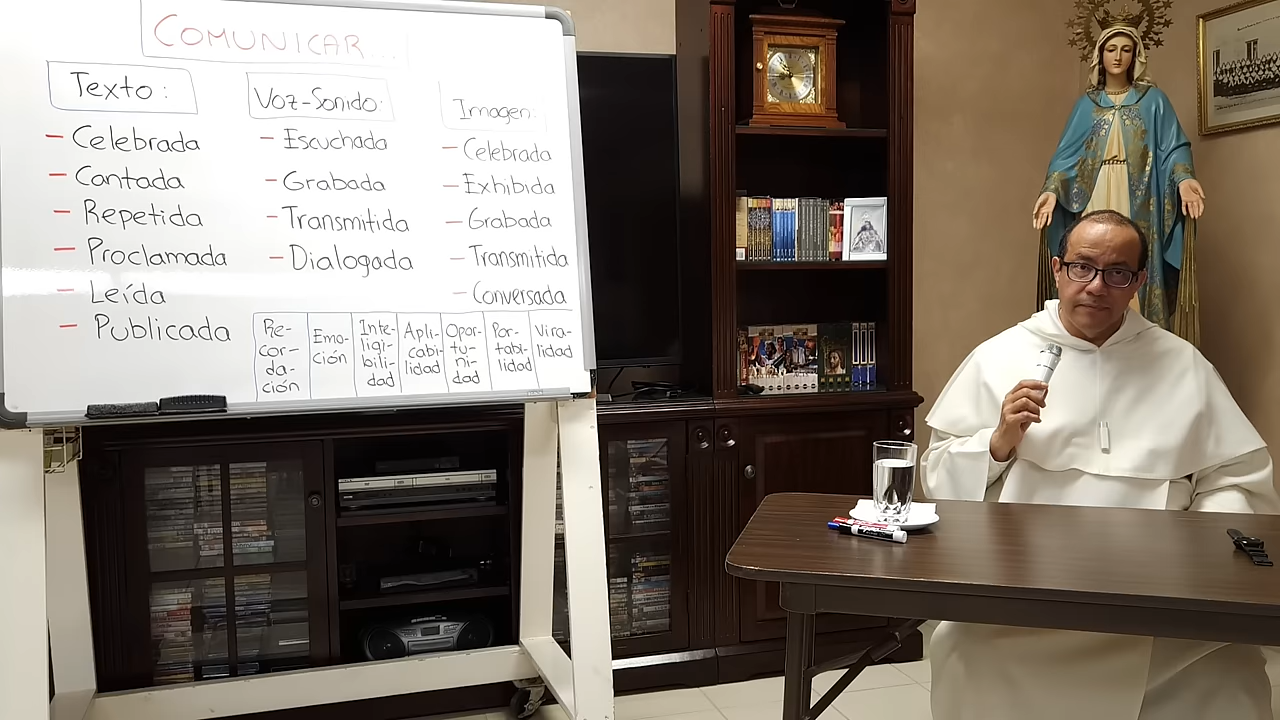 COMUNICAR...
Texto:
- Celebrada
- Cantada
- Repetida
- Proclamada
- Leída
- Publicada
Voz-Sonido:
- Escuchada
- Grabada
- Transmitida
- Dialogada
Imagen:
- Celebrada
- Exhibida
- Grabada
- Transmitida
- Conversada
Re-
cor-
da-
ción
Emo-
ción
Inte-
ligi-
bili-
dad
Apli-
cabi-
lidad
Opor-
tu-
ni-
dad
Por-
tabi-
lidad
Vira-
lidad